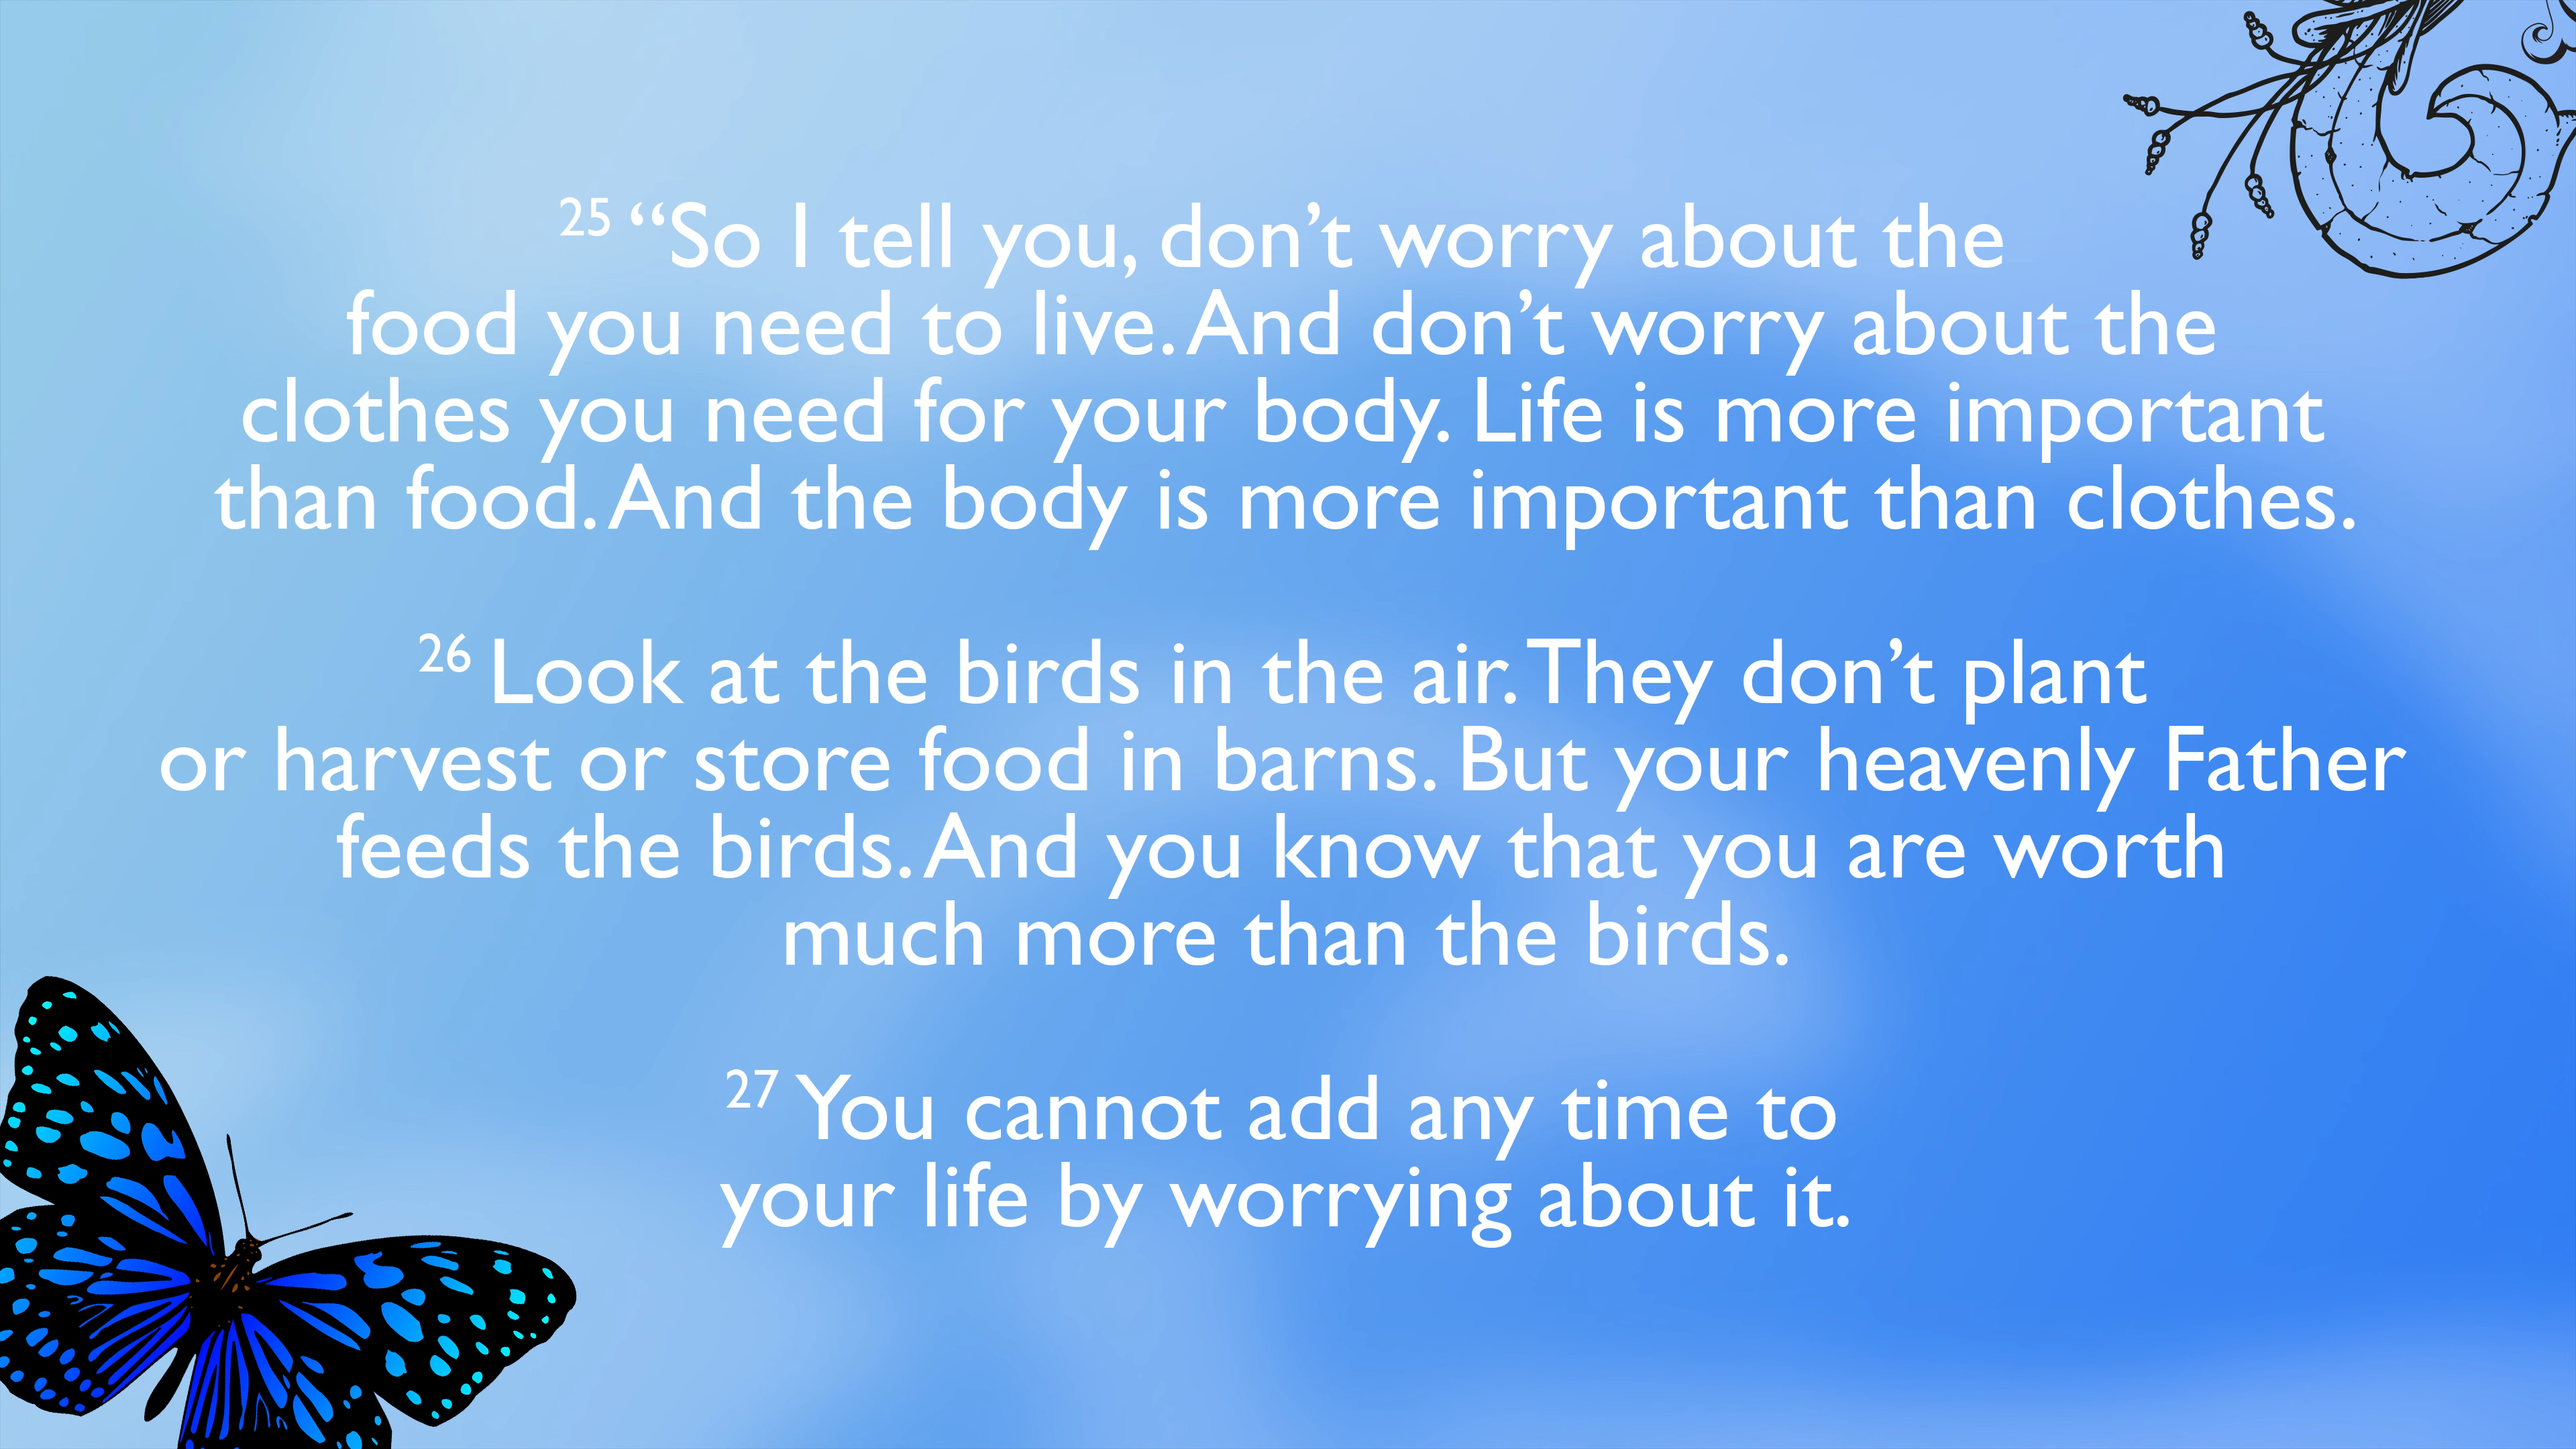 25 “So I tell you, don’t worry about the
food you need to live. And don’t worry about the
clothes you need for your body. Life is more important
than food. And the body is more important than clothes.
26 Look at the birds in the air. They don’t plant
or harvest or store food in barns. But your heavenly Father
feeds the birds. And you know that you are worth
much more than the birds.
27 You cannot add any time to
your life by worrying about it.